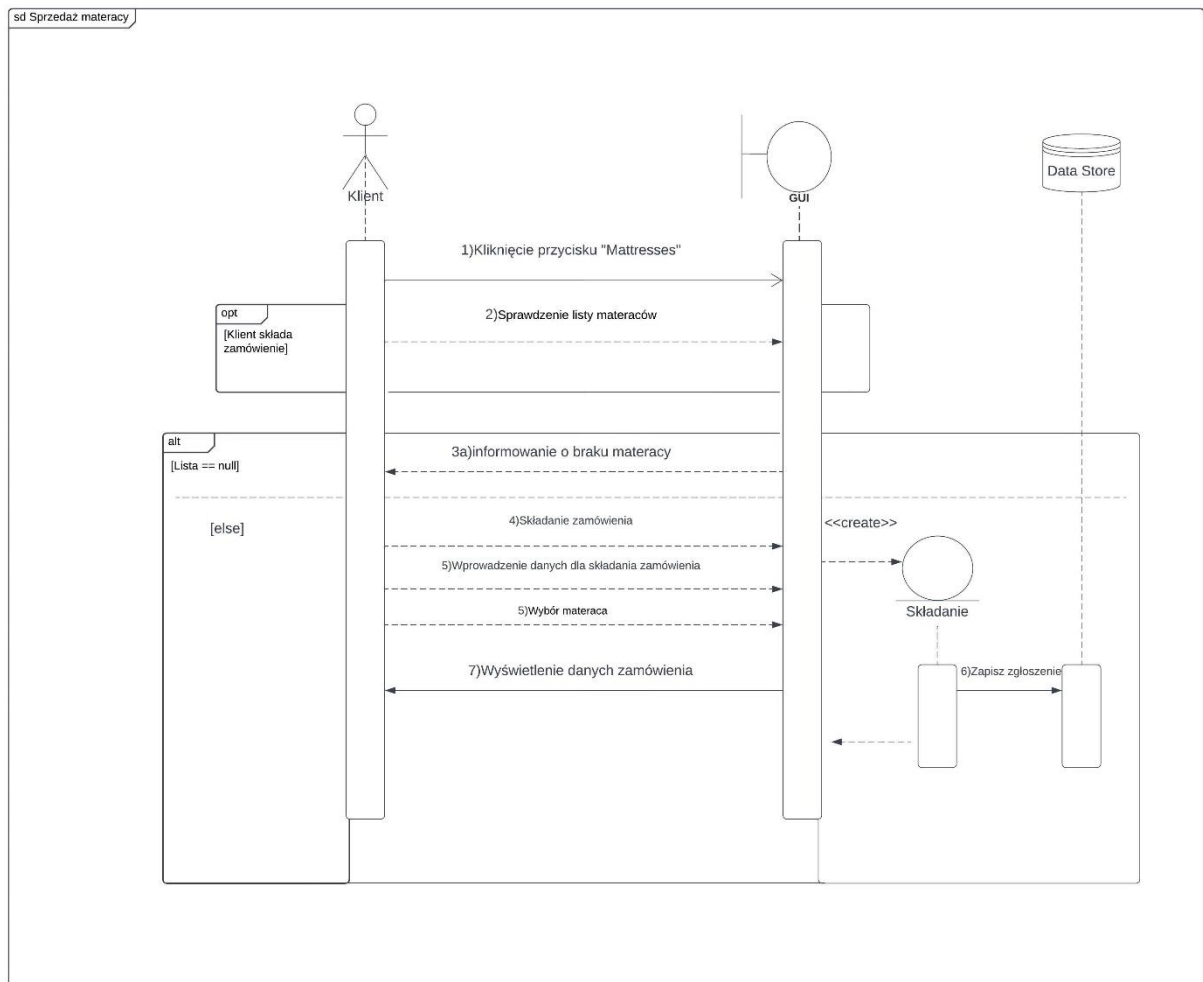 sd Sprzedaż materacy
Klient
GUI
Data Store
1)Kliknięcie przycisku "Mattresses"
opt
[Klient składa
zamówienie]
2)Sprawdzenie listy materaców
alt
[Lista == null]
3a)informowanie o braku materacy
[else]
4)Składanie zamówienia
<<create>>
5)Wprowadzenie danych dla składania zamówienia
5)Wybór materaca
Składanie
7)Wyświetlenie danych zamówienia
6)Zapisz zgłoszenie